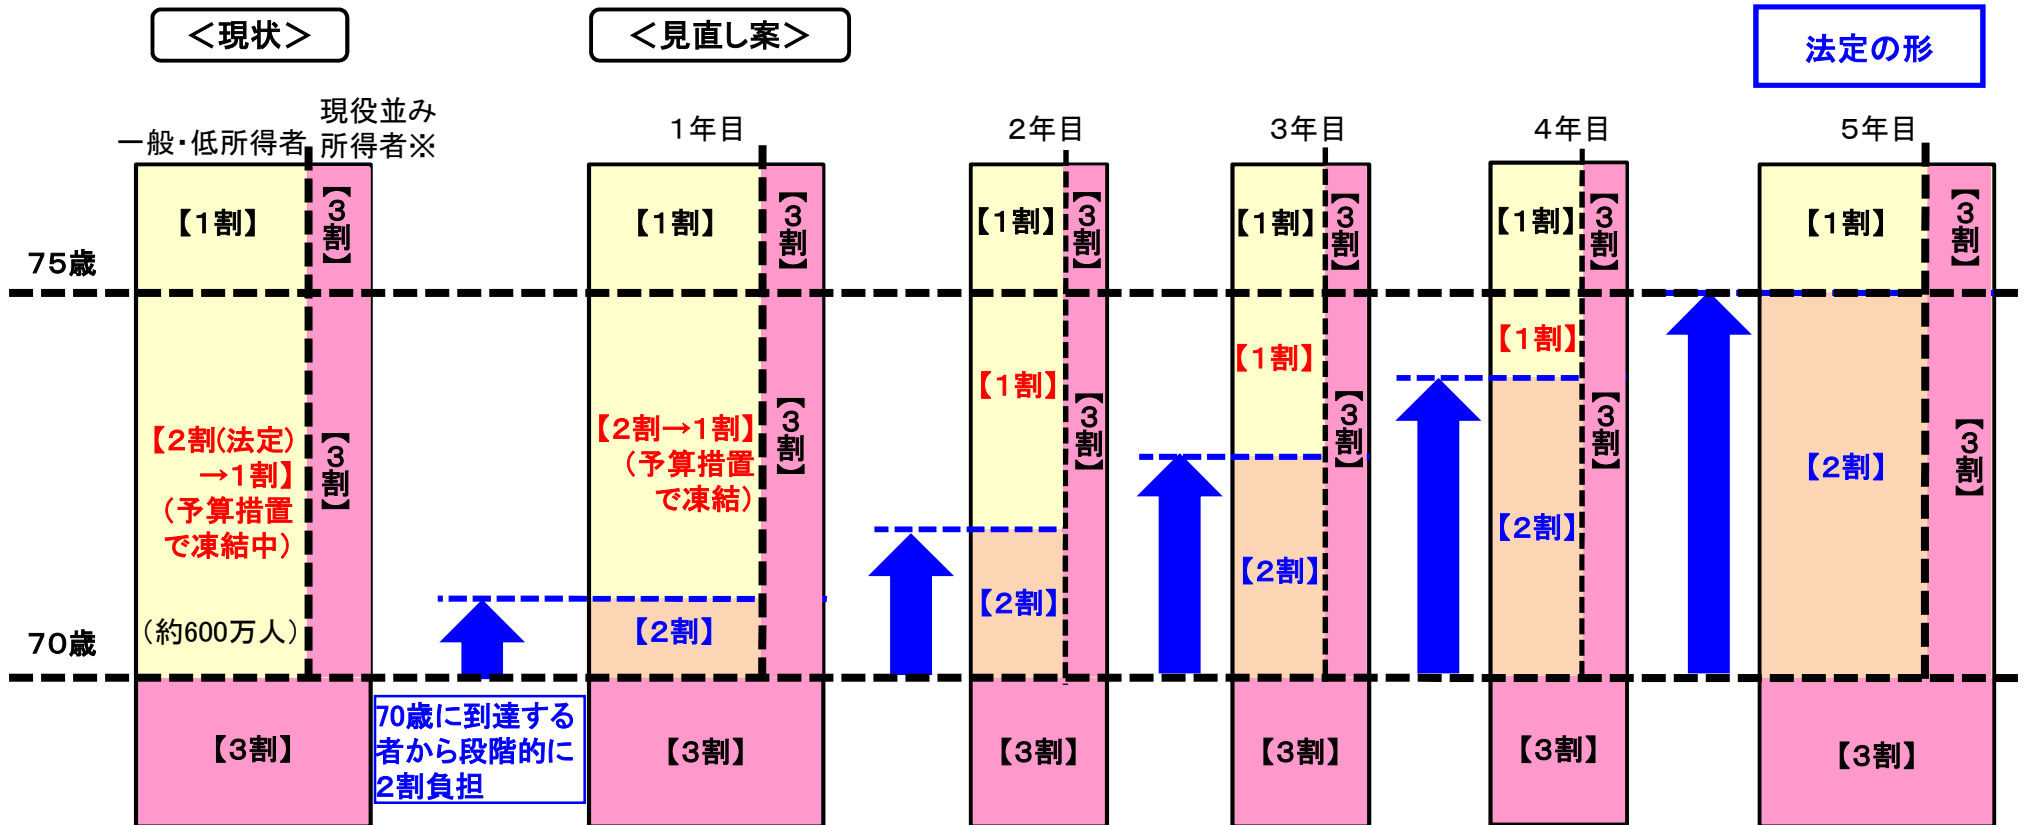 ＜現状＞
＜見直し案＞
法定の形
一般・低所得者
現役並み
所得者※
1年目
2年目
3年目
4年目
5年目
75歳
70歳
【1割】
【3割】
【2割(法定)
→1割】
（予算措置
で凍結中）
【3割】
（約600万人）
【3割】
70歳に到達する
者から段階的に
2割負担
【1割】
【3割】
【2割→1割】
（予算措置
で凍結）
【3割】
【2割】
【3割】
【1割】
【3割】
【1割】
【3割】
【2割】
【3割】
【1割】
【3割】
【1割】
【3割】
【2割】
【3割】
【1割】
【3割】
【1割】
【3割】
【2割】
【3割】
【1割】
【3割】
【2割】
【3割】
【3割】